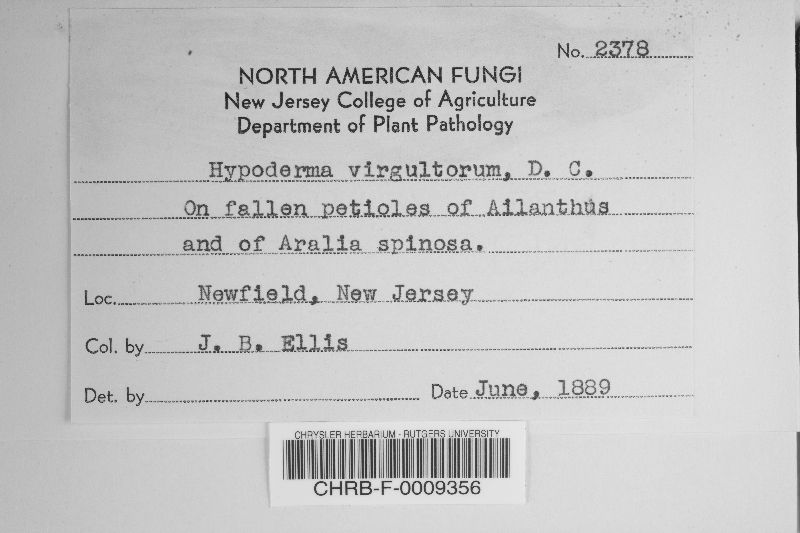 No. 2378
NORTH AMERICAN FUNGI
New Jersey College of Agriculture
Department of Plant Pathology
Hypoderma virgultorum, D. C.
On fallen petioles of Ailanthus
and of Aralia spinosa.
Loc. Newfield, New Jersey
Col. by J. B. Ellis
Det. by
Date June, 1889
CHRYSLER HERBARIUM - RUTGERS UNIVERSITY
CHRB-F-0009356